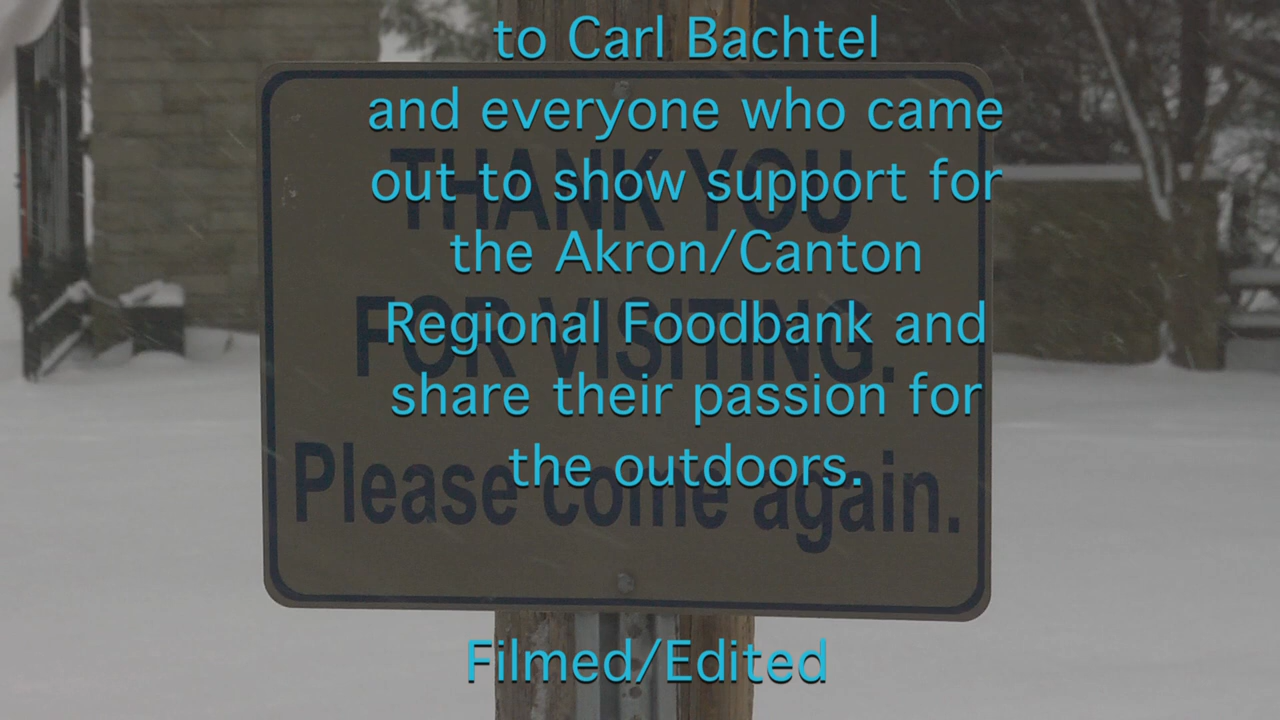 to Carl Bachtel
and everyone who came
out to show support for
the Akron/Canton
Regional Foodbank and
share their passion for
the outdoors.
Filmed/Edited
THANK YOU
FOR VISITING.
Please come again.